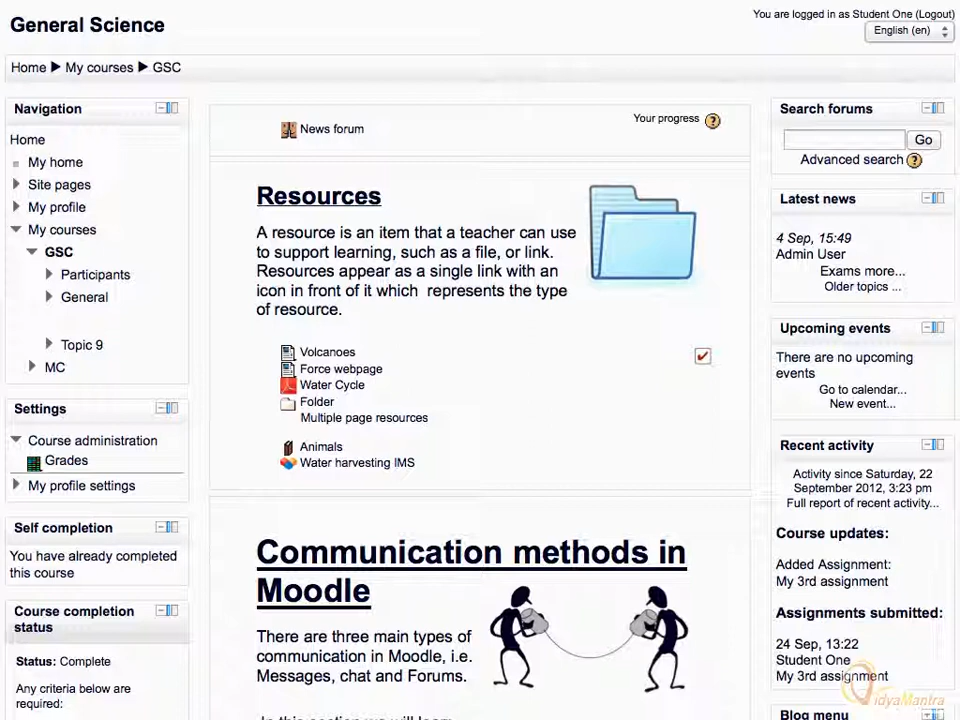 General Science
You are logged in as Student One (Logout)
English (en)
Home ▶ My courses ▶ GSC
Navigation
Home
My home
Site pages
My profile
My courses
GSC
Participants
General
Topic 9
MC
Settings
Course administration
Grades
My profile settings
Self completion
You have already completed
this course
Course completion
status
Status: Complete
Any criteria below are
required:
News forum
Your progress
Resources
A resource is an item that a teacher can use
to support learning, such as a file, or link.
Resources appear as a single link with an
icon in front of it which represents the type
of resource.
Volcanoes
Force webpage
Water Cycle
Folder
Multiple page resources
Animals
Water harvesting IMS
Communication methods in
Moodle
There are three main types of
communication in Moodle, i.e.
Messages, chat and Forums.
In this section we will learn
Search forums
Go
Advanced search
Latest news
4 Sep, 15:49
Admin User
Exams more...
Older topics ...
Upcoming events
There are no upcoming
events
Go to calendar...
New event...
Recent activity
Activity since Saturday, 22
September 2012, 3:23 pm
Full report of recent activity...
Course updates:
Added Assignment:
My 3rd assignment
Assignments submitted:
24 Sep, 13:22
Student One
My 3rd assignment
VidyaMantra
Blog menu